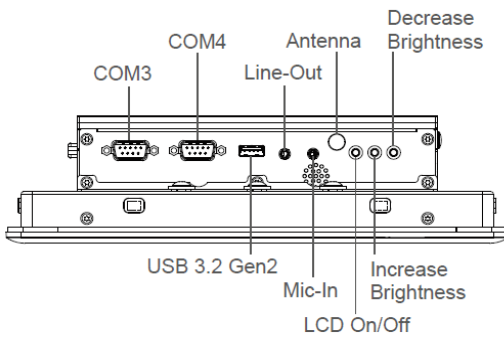 Decrease
Brightness
Antenna
COM4
Line-Out
COM3
USB 3.2 Gen2
Increase
Brightness
Mic-In
LCD On/Off